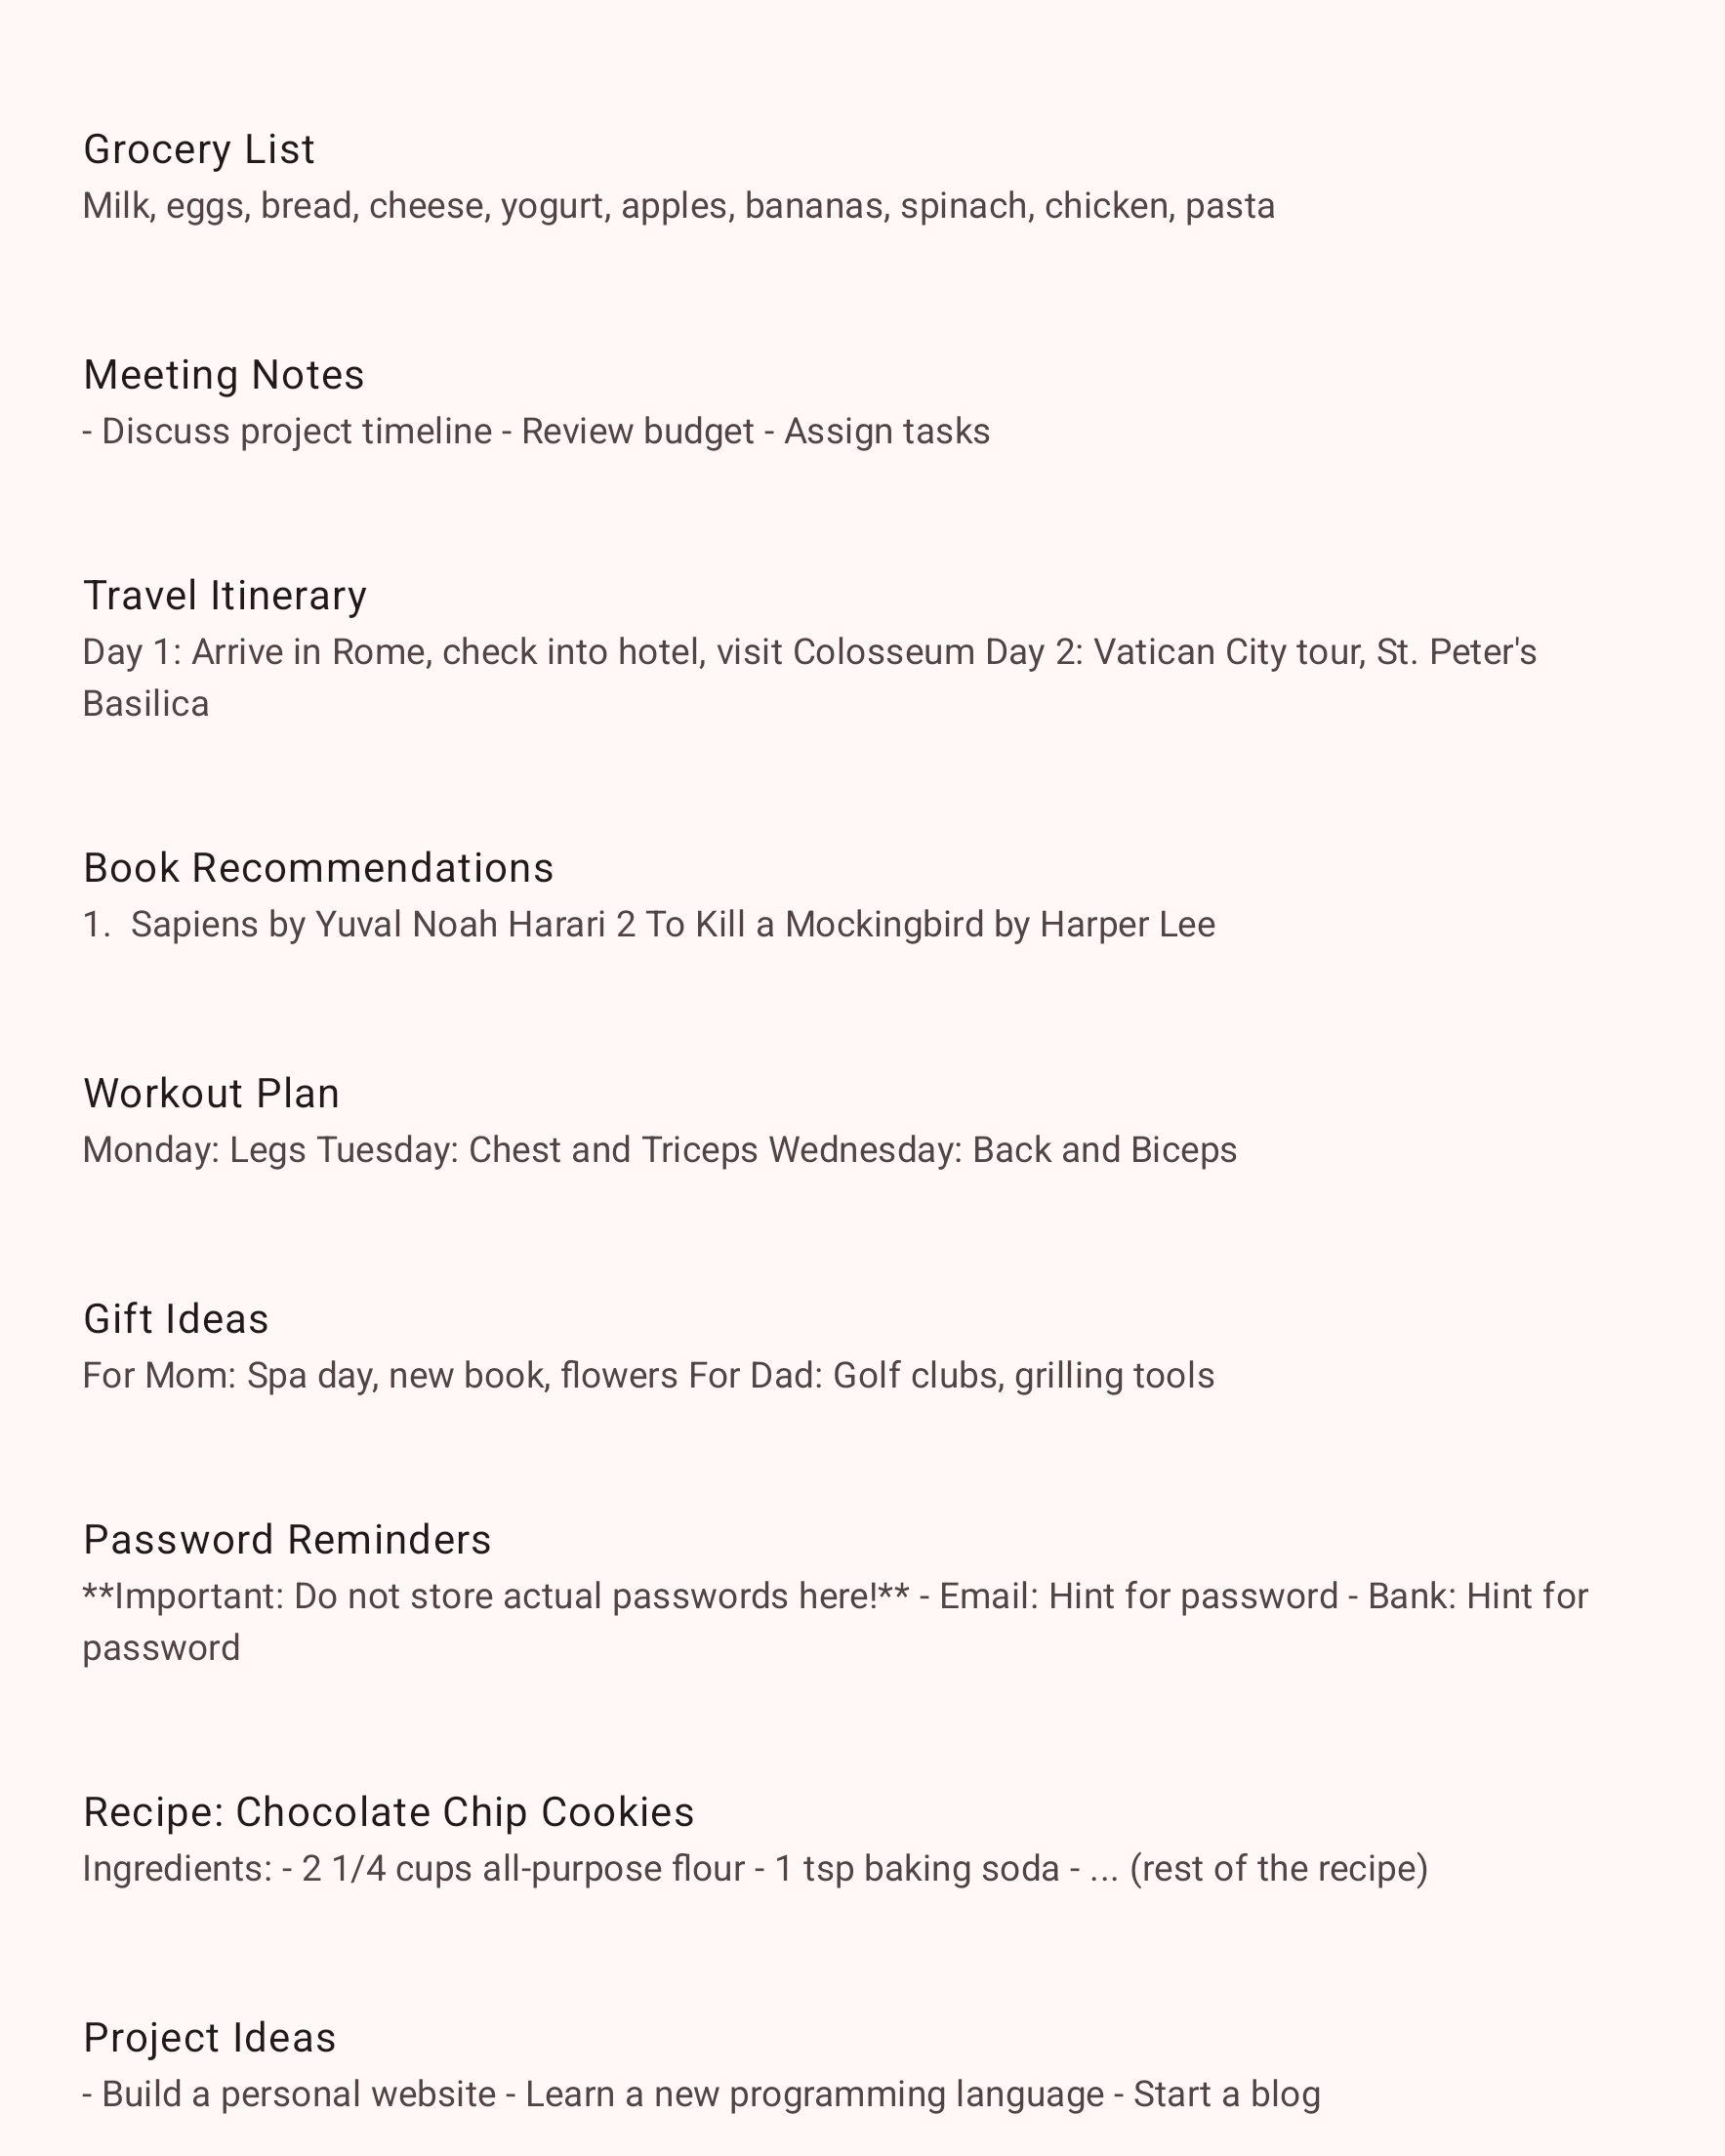 Grocery List
Milk, eggs, bread, cheese, yogurt, apples, bananas, spinach, chicken, pasta
Meeting Notes
- Discuss project timeline - Review budget - Assign tasks
Travel Itinerary
Day 1: Arrive in Rome, check into hotel, visit Colosseum Day 2: Vatican City tour, St. Peter's
Basilica
Book Recommendations
1.  Sapiens by Yuval Noah Harari 2 To Kill a Mockingbird by Harper Lee
Workout Plan
Monday: Legs Tuesday: Chest and Triceps Wednesday: Back and Biceps
Gift Ideas
For Mom: Spa day, new book, flowers For Dad: Golf clubs, grilling tools
Password Reminders
**Important: Do not store actual passwords here!** - Email: Hint for password - Bank: Hint for
password
Recipe: Chocolate Chip Cookies
Ingredients: - 2 1/4 cups all-purpose flour - 1 tsp baking soda - ... (rest of the recipe)
Project Ideas
- Build a personal website - Learn a new programming language - Start a blog